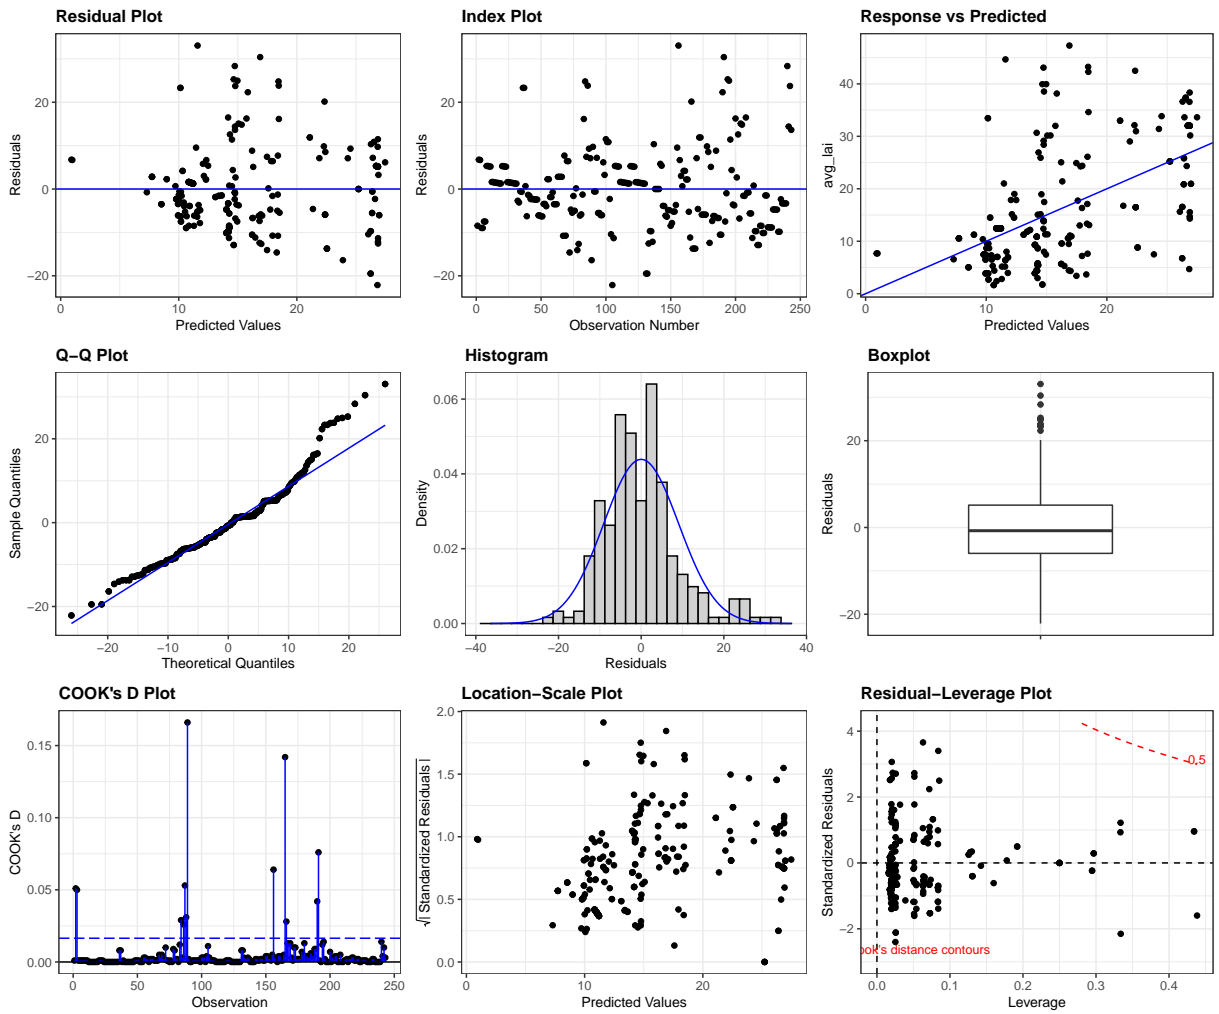 Residual Plot
Residuals
20
0
−20
0
10
20
Predicted Values
Index Plot
Residuals
20
0
−20
0
50
100
150
200
250
Observation Number
Response vs Predicted
avg_lai
40
30
20
10
0
0
10
20
Predicted Values
Q−Q Plot
Sample Quantiles
20
0
−20
−20
−10
0
10
20
Theoretical Quantiles
Histogram
Density
0.06
0.04
0.02
0.00
−40
−20
0
20
40
Residuals
Boxplot
Residuals
20
0
−20
COOK's D Plot
COOK's D
0.15
0.10
0.05
0.00
0
50
100
150
200
250
Observation
Location−Scale Plot
√| Standardized Residuals |
2.0
1.5
1.0
0.5
0.0
0
10
20
Predicted Values
Residual−Leverage Plot
Standardized Residuals
4
2
0
−2
0.5
ook's distance contours
0.0
0.1
0.2
0.3
0.4
Leverage